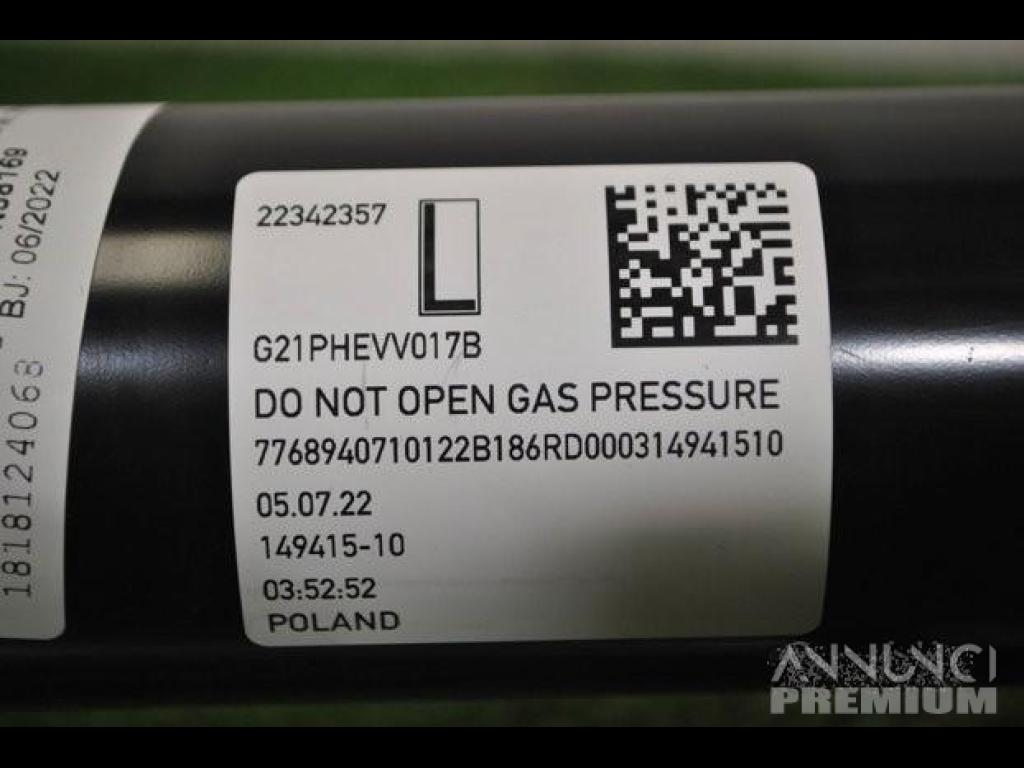 22342357
L
G21PHEVV017B
DO NOT OPEN GAS PRESSURE
7768940710122B186RD000314941510
05.07.22
149415-10
03:52:52
POLAND
BJ: 06/2022
1818124068
ANNUNCI
PREMIUM